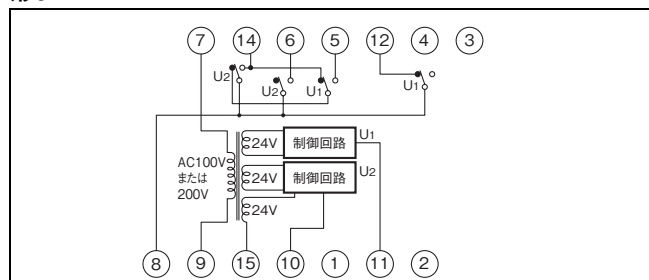 ⑦ ⑭ ⑥ ⑤ ⑫ ④ ③
U2 U2 U1 U1
24V 制御回路 U1
AC100V
または
200V
24V 制御回路 U2
24V
⑧ ⑨ ⑮ ⑩ ① ⑪ ②